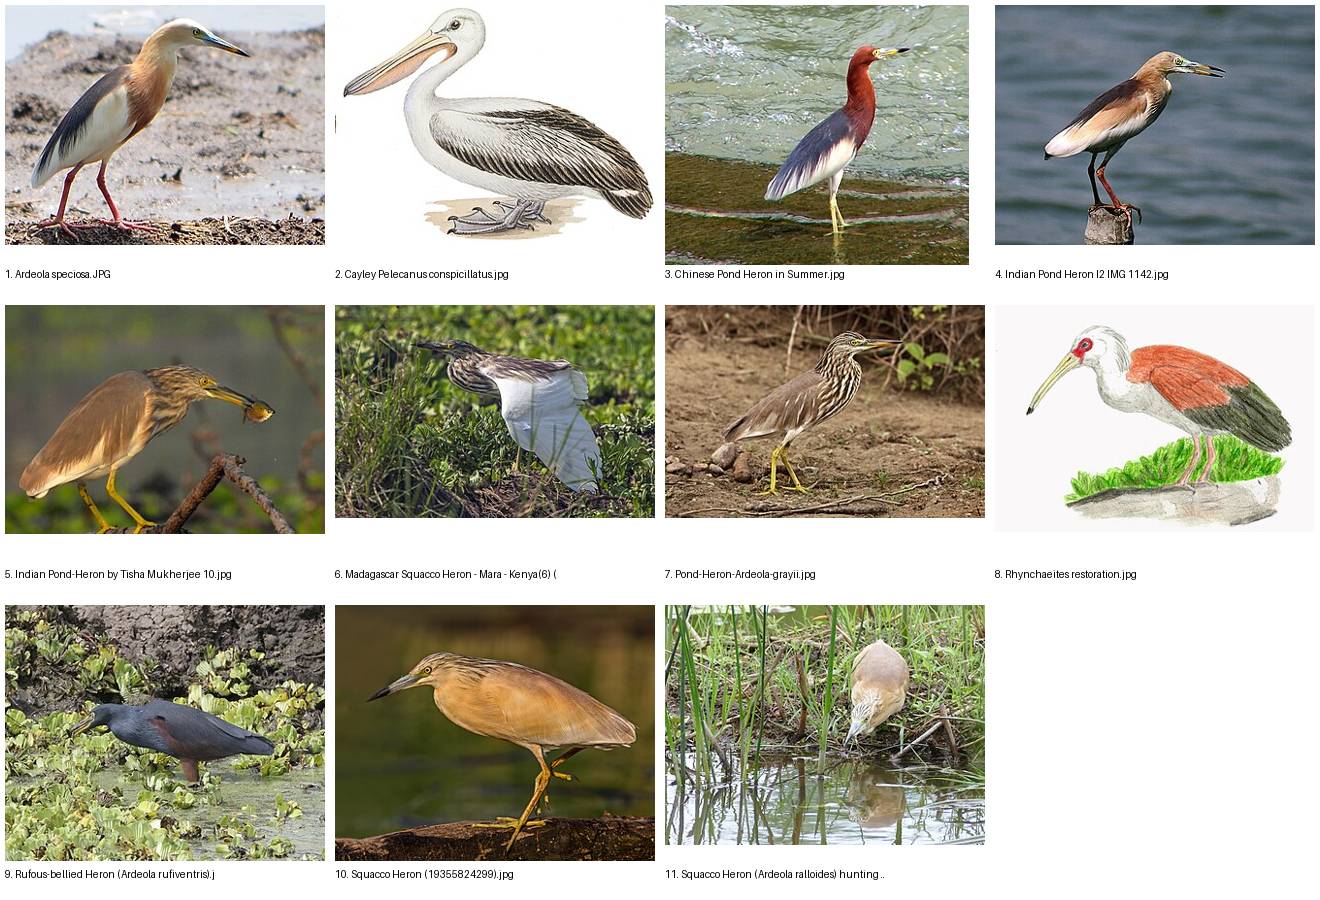 1. Ardeola speciosa.JPG
2. Cayley Pelecanus conspicillatus.jpg
3. Chinese Pond Heron in Summer.jpg
4. Indian Pond Heron I2 IMG 1142.jpg
5. Indian Pond-Heron by Tisha Mukherjee 10.jpg
6. Madagascar Squacco Heron - Mara - Kenya(6) (
7. Pond-Heron-Ardeola-grayii.jpg
8. Rhynchaeites restoration.jpg
9. Rufous-bellied Heron (Ardeola rufiventris).j
10. Squacco Heron (19355824299).jpg
11. Squacco Heron (Ardeola ralloides) hunting ..